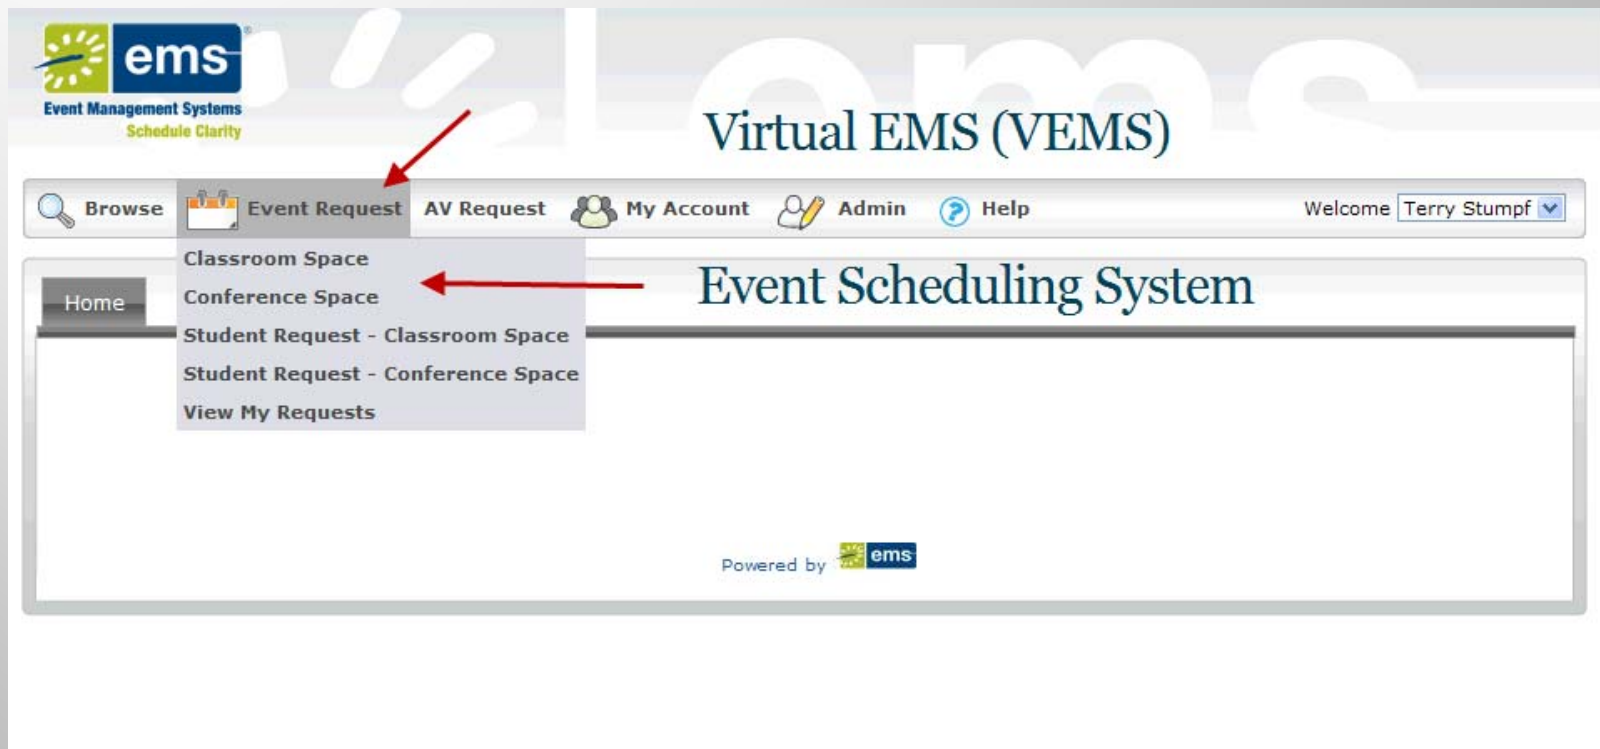 ems
Event Management Systems
Schedule Clarity
ems
Virtual EMS (VEMS)
Browse Event Request AV Request My Account Admin Help Welcome Terry Stumpf
Classroom Space
Conference Space
Student Request - Classroom Space
Student Request - Conference Space
View My Requests
Home
Event Scheduling System
Powered by ems